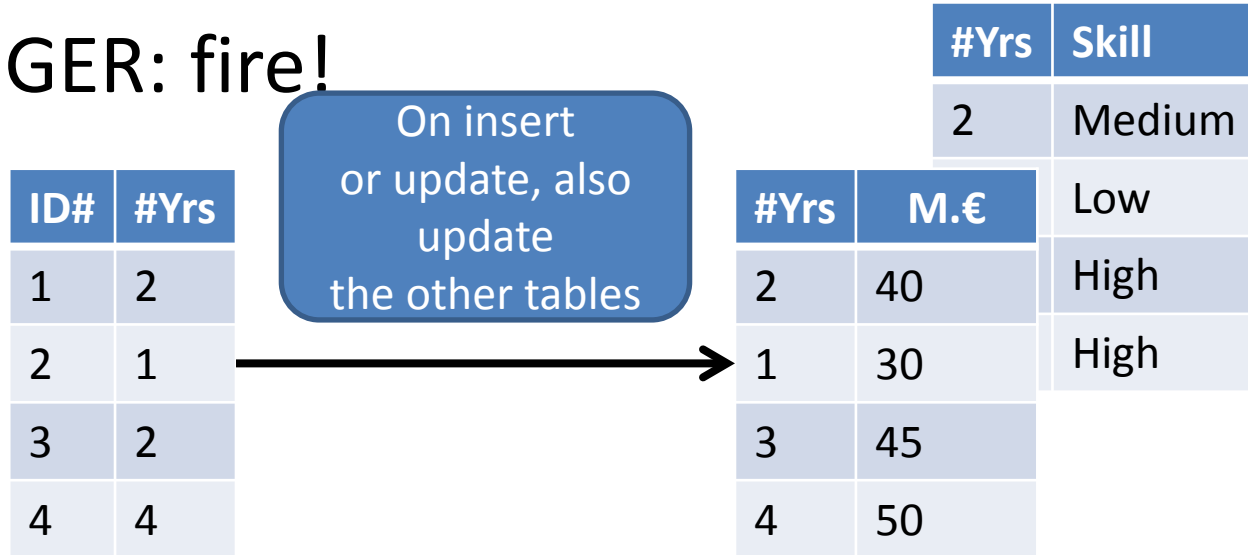 GER: fire!
On insert
or update, also
update
the other tables
ID# #Yrs
1 2
2 1
3 2
4 4
#Yrs M.€
2 40
1 30
3 45
4 50
#Yrs Skill
2 Medium
Low
High
High